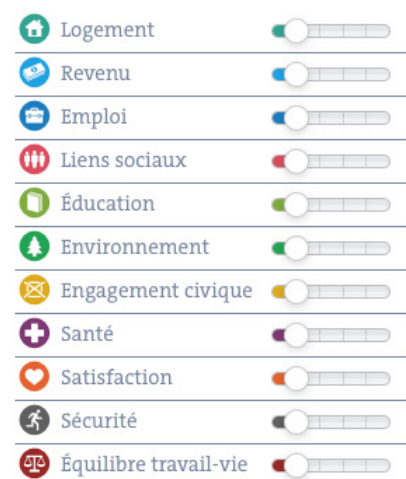 Logement
Revenu
Emploi
Liens sociaux
Éducation
Environnement
Engagement civique
Santé
Satisfaction
Sécurité
Équilibre travail-vie